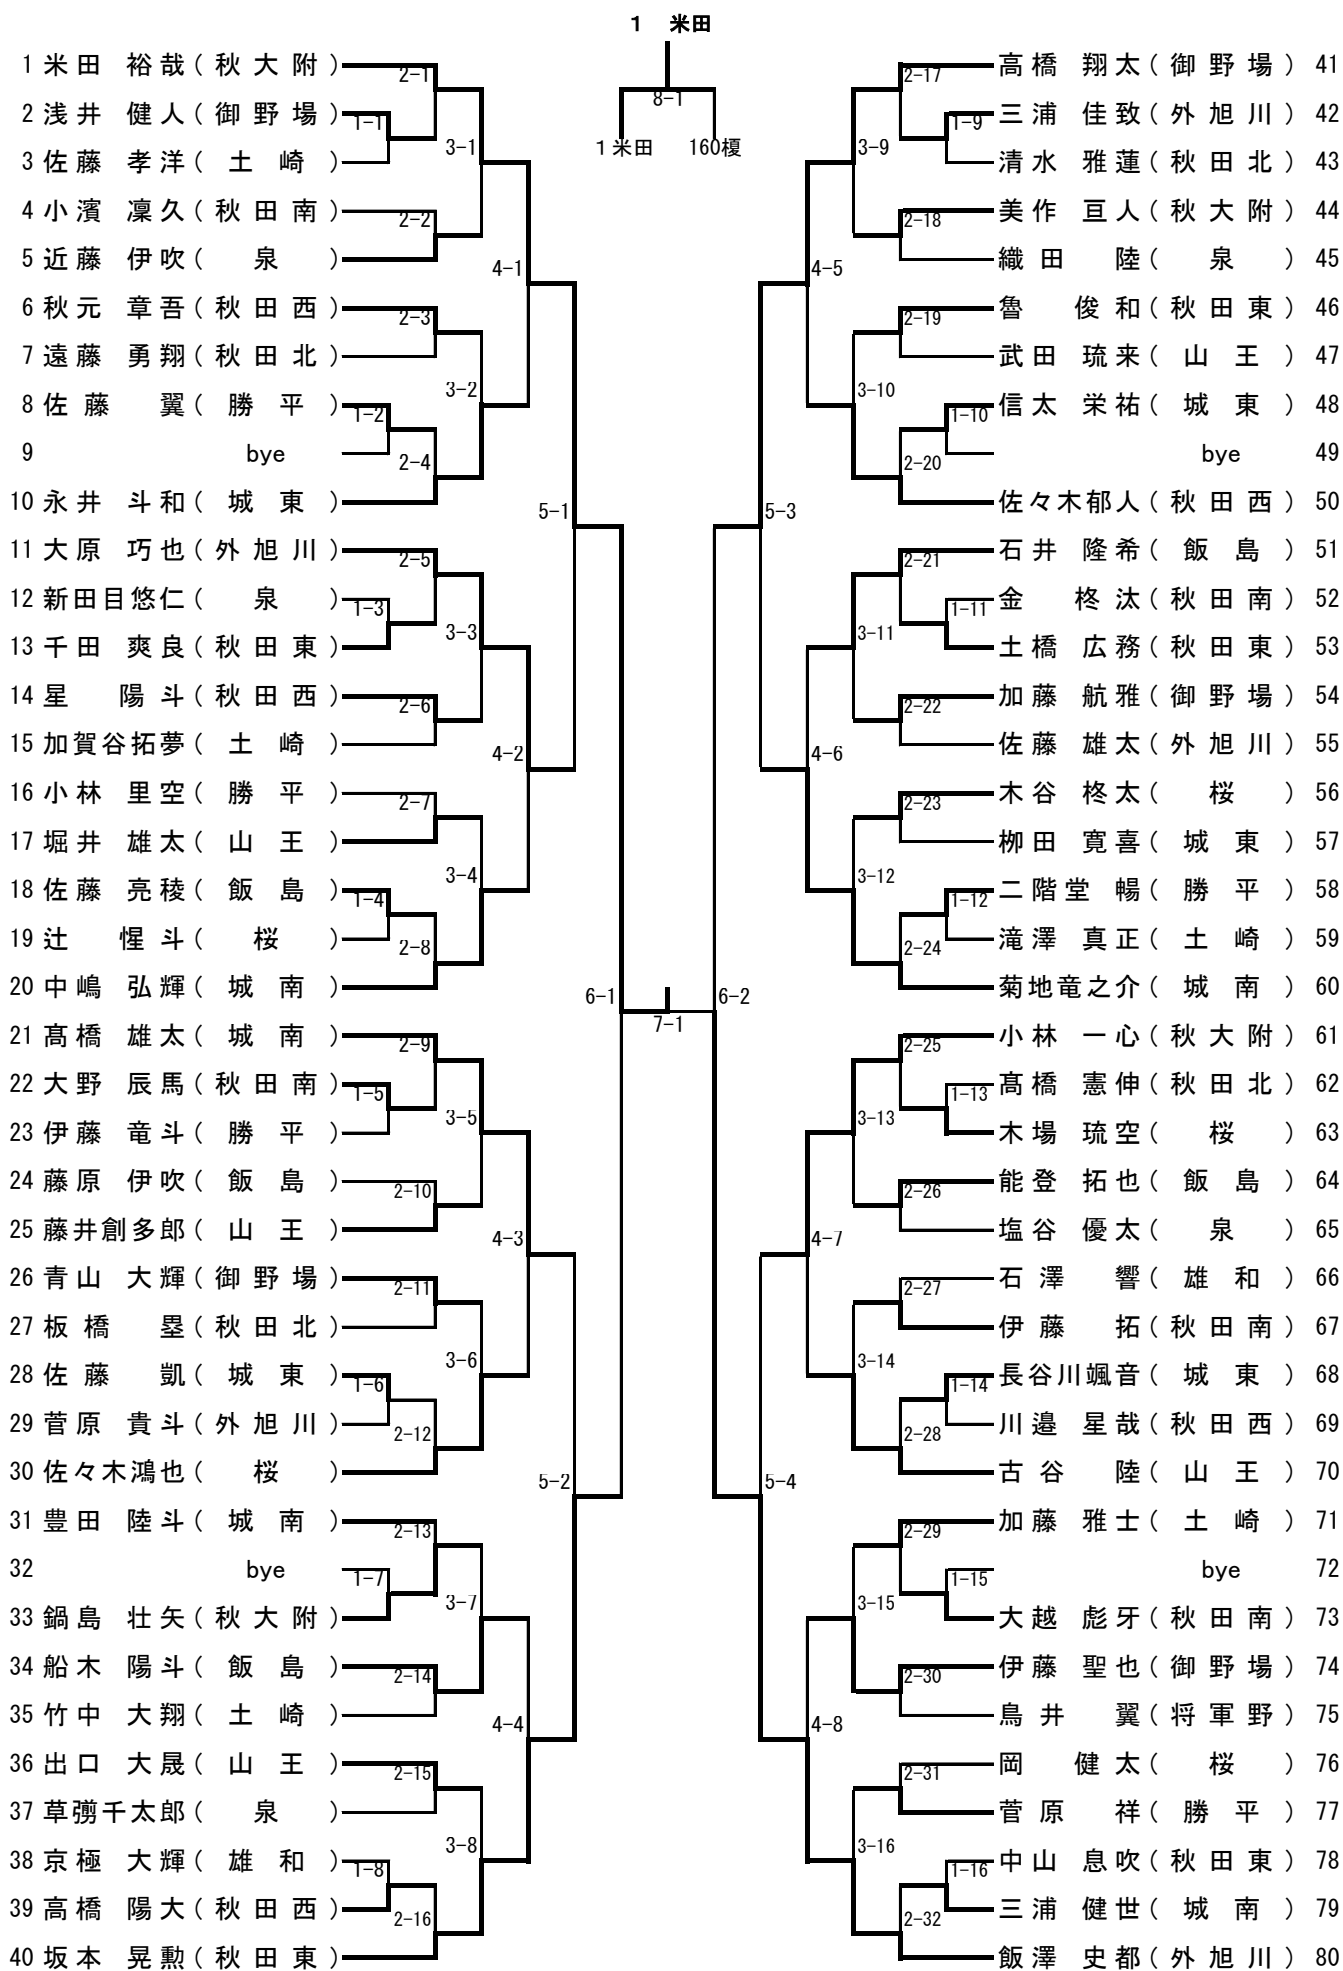 1 米田
8-1
1 米田 160榎
1 米田 裕哉 ( 秋大附 )
2 浅井 健人 ( 御野場 )
3 佐藤 孝洋 ( 土崎 )
4 小濱 凜久 ( 秋田南 )
5 近藤 伊吹 ( 泉 )
6 秋元 章吾 ( 秋田西 )
7 遠藤 勇翔 ( 秋田北 )
8 佐藤 翼 ( 勝平 )
9 bye
10 永井 斗和 ( 城東 )
11 大原 巧也 ( 外旭川 )
12 新田目悠仁 ( 泉 )
13 千田 爽良 ( 秋田東 )
14 星 陽斗 ( 秋田西 )
15 加賀谷拓夢 ( 土崎 )
16 小林 里空 ( 勝平 )
17 堀井 雄太 ( 山王 )
18 佐藤 亮稜 ( 飯島 )
19 辻 惺斗 ( 桜 )
20 中嶋 弘輝 ( 城南 )
21 髙橋 雄太 ( 城南 )
22 大野 辰馬 ( 秋田南 )
23 伊藤 竜斗 ( 勝平 )
24 藤原 伊吹 ( 飯島 )
25 藤井創多郎 ( 山王 )
26 青山 大輝 ( 御野場 )
27 板橋 塁 ( 秋田北 )
28 佐藤 凱 ( 城東 )
29 菅原 貴斗 ( 外旭川 )
30 佐々木鴻也 ( 桜 )
31 豊田 陸斗 ( 城南 )
32 bye
33 鍋島 壮矢 ( 秋大附 )
34 船木 陽斗 ( 飯島 )
35 竹中 大翔 ( 土崎 )
36 出口 大晟 ( 山王 )
37 草彅千太郎 ( 泉 )
38 京極 大輝 ( 雄和 )
39 高橋 陽大 ( 秋田西 )
40 坂本 晃勲 ( 秋田東 )
1-1
1-2
1-3
1-4
1-5
1-6
1-7
1-8
2-1
2-2
2-3
2-4
2-5
2-6
2-7
2-8
2-9
2-10
2-11
2-12
2-13
2-14
2-15
2-16
3-1
3-2
3-3
3-4
3-5
3-6
3-7
3-8
4-1
4-2
4-3
4-4
5-1
5-2
6-1
7-1
6-2
5-3
5-4
4-5
4-6
4-7
4-8
3-9
3-10
3-11
3-12
3-13
3-14
3-15
3-16
2-17
2-18
2-19
2-20
2-21
2-22
2-23
2-24
2-25
2-26
2-27
2-28
2-29
2-30
2-31
2-32
1-9
1-10
1-11
1-12
1-13
1-14
1-15
1-16
高橋 翔太 ( 御野場 ) 41
三浦 佳致 ( 外旭川 ) 42
清水 雅蓮 ( 秋田北 ) 43
美作 亘人 ( 秋大附 ) 44
織田 陸 ( 泉 ) 45
魯 俊和 ( 秋田東 ) 46
武田 琉来 ( 山王 ) 47
信太 栄祐 ( 城東 ) 48
bye 49
佐々木郁人 ( 秋田西 ) 50
石井 隆希 ( 飯島 ) 51
金 柊汰 ( 秋田南 ) 52
土橋 広務 ( 秋田東 ) 53
加藤 航雅 ( 御野場 ) 54
佐藤 雄太 ( 外旭川 ) 55
木谷 柊太 ( 桜 ) 56
栁田 寛喜 ( 城東 ) 57
二階堂 暢 ( 勝平 ) 58
滝澤 真正 ( 土崎 ) 59
菊地竜之介 ( 城南 ) 60
小林 一心 ( 秋大附 ) 61
髙橋 憲伸 ( 秋田北 ) 62
木場 琉空 ( 桜 ) 63
能登 拓也 ( 飯島 ) 64
塩谷 優太 ( 泉 ) 65
石澤 響 ( 雄和 ) 66
伊藤 拓 ( 秋田南 ) 67
長谷川颯音 ( 城東 ) 68
川邉 星哉 ( 秋田西 ) 69
古谷 陸 ( 山王 ) 70
加藤 雅士 ( 土崎 ) 71
bye 72
大越 彪牙 ( 秋田南 ) 73
伊藤 聖也 ( 御野場 ) 74
鳥井 翼 ( 将軍野 ) 75
岡 健太 ( 桜 ) 76
菅原 祥 ( 勝平 ) 77
中山 息吹 ( 秋田東 ) 78
三浦 健世 ( 城南 ) 79
飯澤 史都 ( 外旭川 ) 80